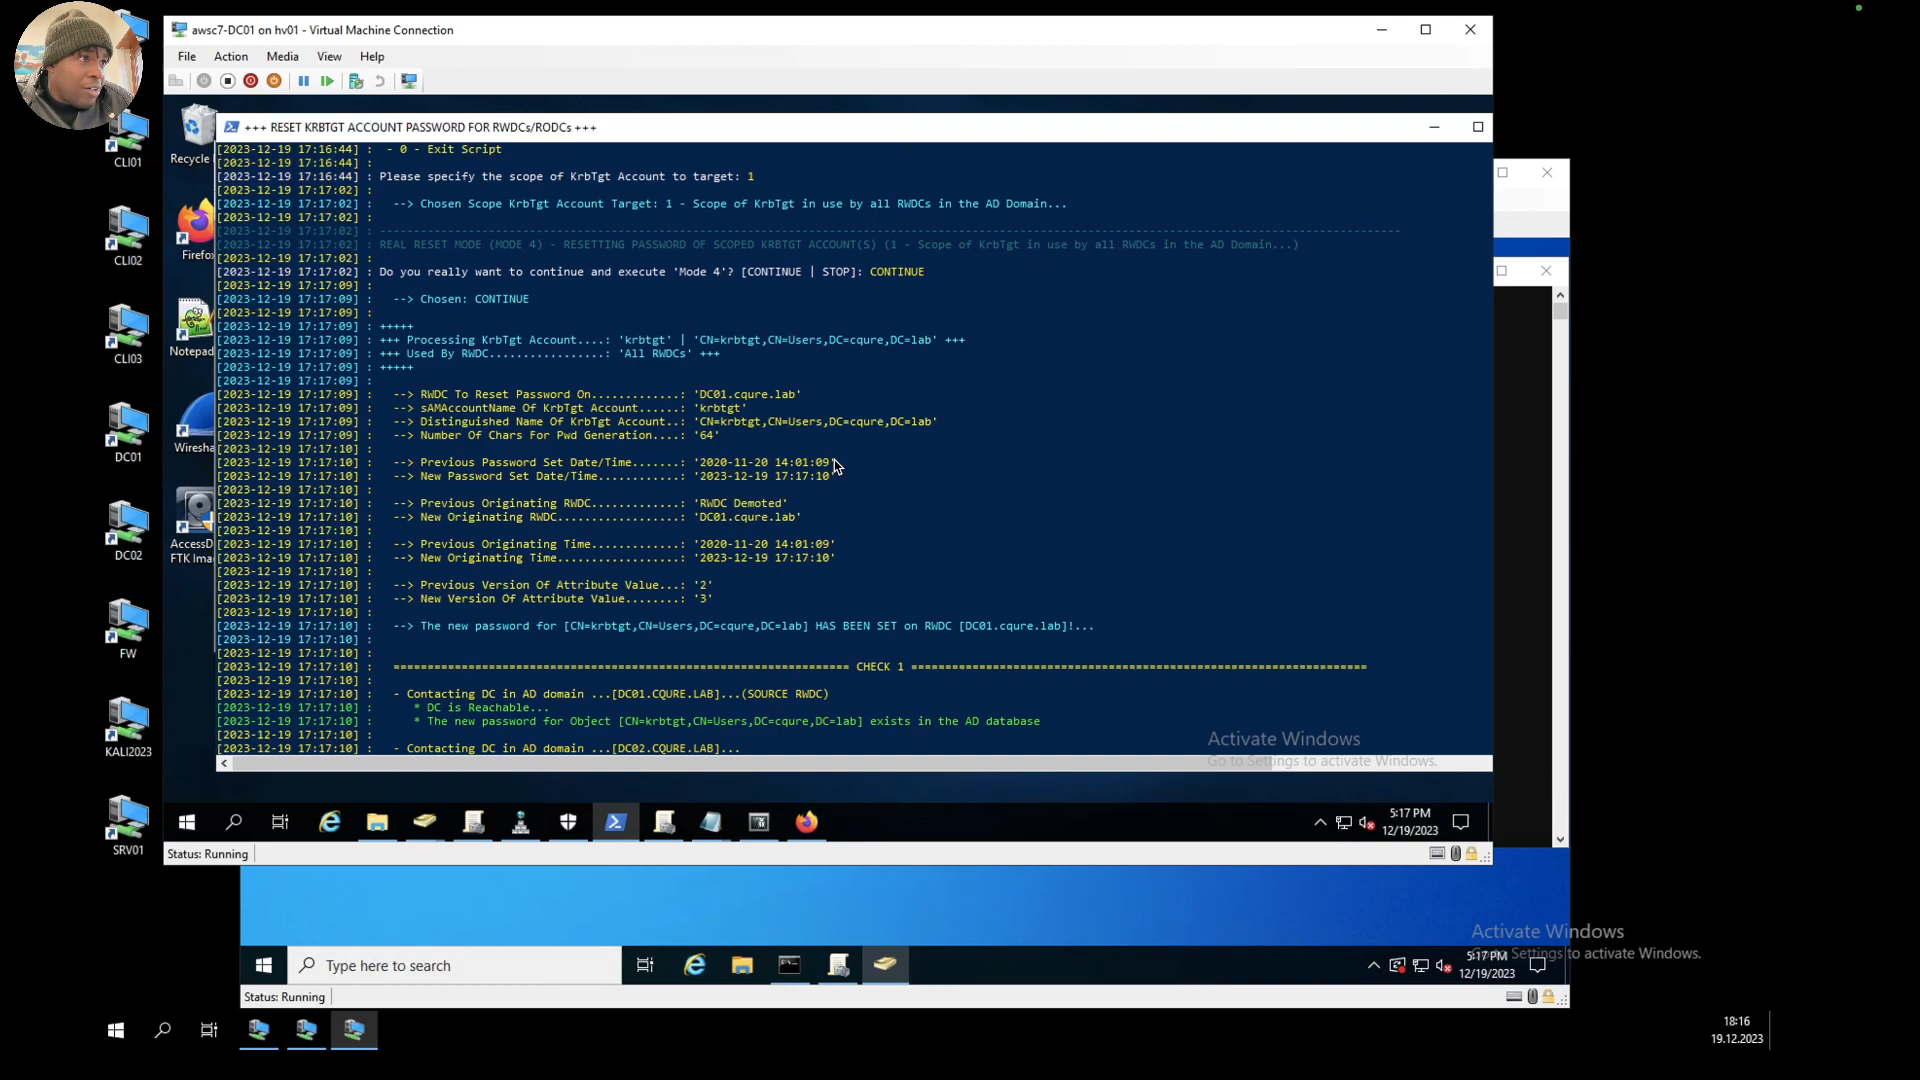 awsc7-DC01 on hv01 - Virtual Machine Connection
File Action Media View Help
+++ RESET KRBTGT ACCOUNT PASSWORD FOR RWDCs/RODCs +++
[2023-12-19 17:16:44] :  - 0 - Exit Script
[2023-12-19 17:16:44] :
[2023-12-19 17:16:44] : Please specify the scope of KrbTgt Account to target: 1
[2023-12-19 17:17:02] :
[2023-12-19 17:17:02] :   --> Chosen Scope KrbTgt Account Target: 1 - Scope of KrbTgt in use by all RWDCs in the AD Domain...
[2023-12-19 17:17:02] :
[2023-12-19 17:17:02] : ------------------------------------------------------------------------------------------------------------------------------------------------------
[2023-12-19 17:17:02] : REAL RESET MODE (MODE 4) - RESETTING PASSWORD OF SCOPED KRBTGT ACCOUNT(S) (1 - Scope of KrbTgt in use by all RWDCs in the AD Domain...)
[2023-12-19 17:17:02] :
[2023-12-19 17:17:02] : Do you really want to continue and execute 'Mode 4'? [CONTINUE | STOP]: CONTINUE
[2023-12-19 17:17:09] :
[2023-12-19 17:17:09] :   --> Chosen: CONTINUE
[2023-12-19 17:17:09] :
[2023-12-19 17:17:09] : +++++
[2023-12-19 17:17:09] : +++ Processing KrbTgt Account....: 'krbtgt' | 'CN=krbtgt,CN=Users,DC=cqure,DC=lab' +++
[2023-12-19 17:17:09] : +++ Used By RWDC.................: 'All RWDCs' +++
[2023-12-19 17:17:09] : +++++
[2023-12-19 17:17:09] :
[2023-12-19 17:17:09] :   --> RWDC To Reset Password On.............: 'DC01.cqure.lab'
[2023-12-19 17:17:09] :   --> sAMAccountName Of KrbTgt Account......: 'krbtgt'
[2023-12-19 17:17:09] :   --> Distinguished Name Of KrbTgt Account..: 'CN=krbtgt,CN=Users,DC=cqure,DC=lab'
[2023-12-19 17:17:09] :   --> Number Of Chars For Pwd Generation....: '64'
[2023-12-19 17:17:10] :
[2023-12-19 17:17:10] :   --> Previous Password Set Date/Time.......: '2020-11-20 14:01:09'
[2023-12-19 17:17:10] :   --> New Password Set Date/Time............: '2023-12-19 17:17:10'
[2023-12-19 17:17:10] :
[2023-12-19 17:17:10] :   --> Previous Originating RWDC.............: 'RWDC Demoted'
[2023-12-19 17:17:10] :   --> New Originating RWDC..................: 'DC01.cqure.lab'
[2023-12-19 17:17:10] :
[2023-12-19 17:17:10] :   --> Previous Originating Time.............: '2020-11-20 14:01:09'
[2023-12-19 17:17:10] :   --> New Originating Time..................: '2023-12-19 17:17:10'
[2023-12-19 17:17:10] :
[2023-12-19 17:17:10] :   --> Previous Version Of Attribute Value...: '2'
[2023-12-19 17:17:10] :   --> New Version Of Attribute Value........: '3'
[2023-12-19 17:17:10] :
[2023-12-19 17:17:10] :   --> The new password for [CN=krbtgt,CN=Users,DC=cqure,DC=lab] HAS BEEN SET on RWDC [DC01.cqure.lab]!...
[2023-12-19 17:17:10] :
[2023-12-19 17:17:10] :
[2023-12-19 17:17:10] :   =================================================================== CHECK 1 ===================================================================
[2023-12-19 17:17:10] :
[2023-12-19 17:17:10] :   - Contacting DC in AD domain ...[DC01.CQURE.LAB]...(SOURCE RWDC)
[2023-12-19 17:17:10] :      * DC is Reachable...
[2023-12-19 17:17:10] :      * The new password for Object [CN=krbtgt,CN=Users,DC=cqure,DC=lab] exists in the AD database
[2023-12-19 17:17:10] :
[2023-12-19 17:17:10] :   - Contacting DC in AD domain ...[DC02.CQURE.LAB]...
Recycle
Firefox
Notepad
Wiresha
AccessD
FTK Imag
CLI01
CLI02
CLI03
DC01
DC02
FW
KALI2023
SRV01
Activate Windows
Go to Settings to activate Windows.
5:17 PM
12/19/2023
Status: Running
Activate Windows
Go to Settings to activate Windows.
Type here to search
5:17 PM
12/19/2023
Status: Running
18:16
19.12.2023